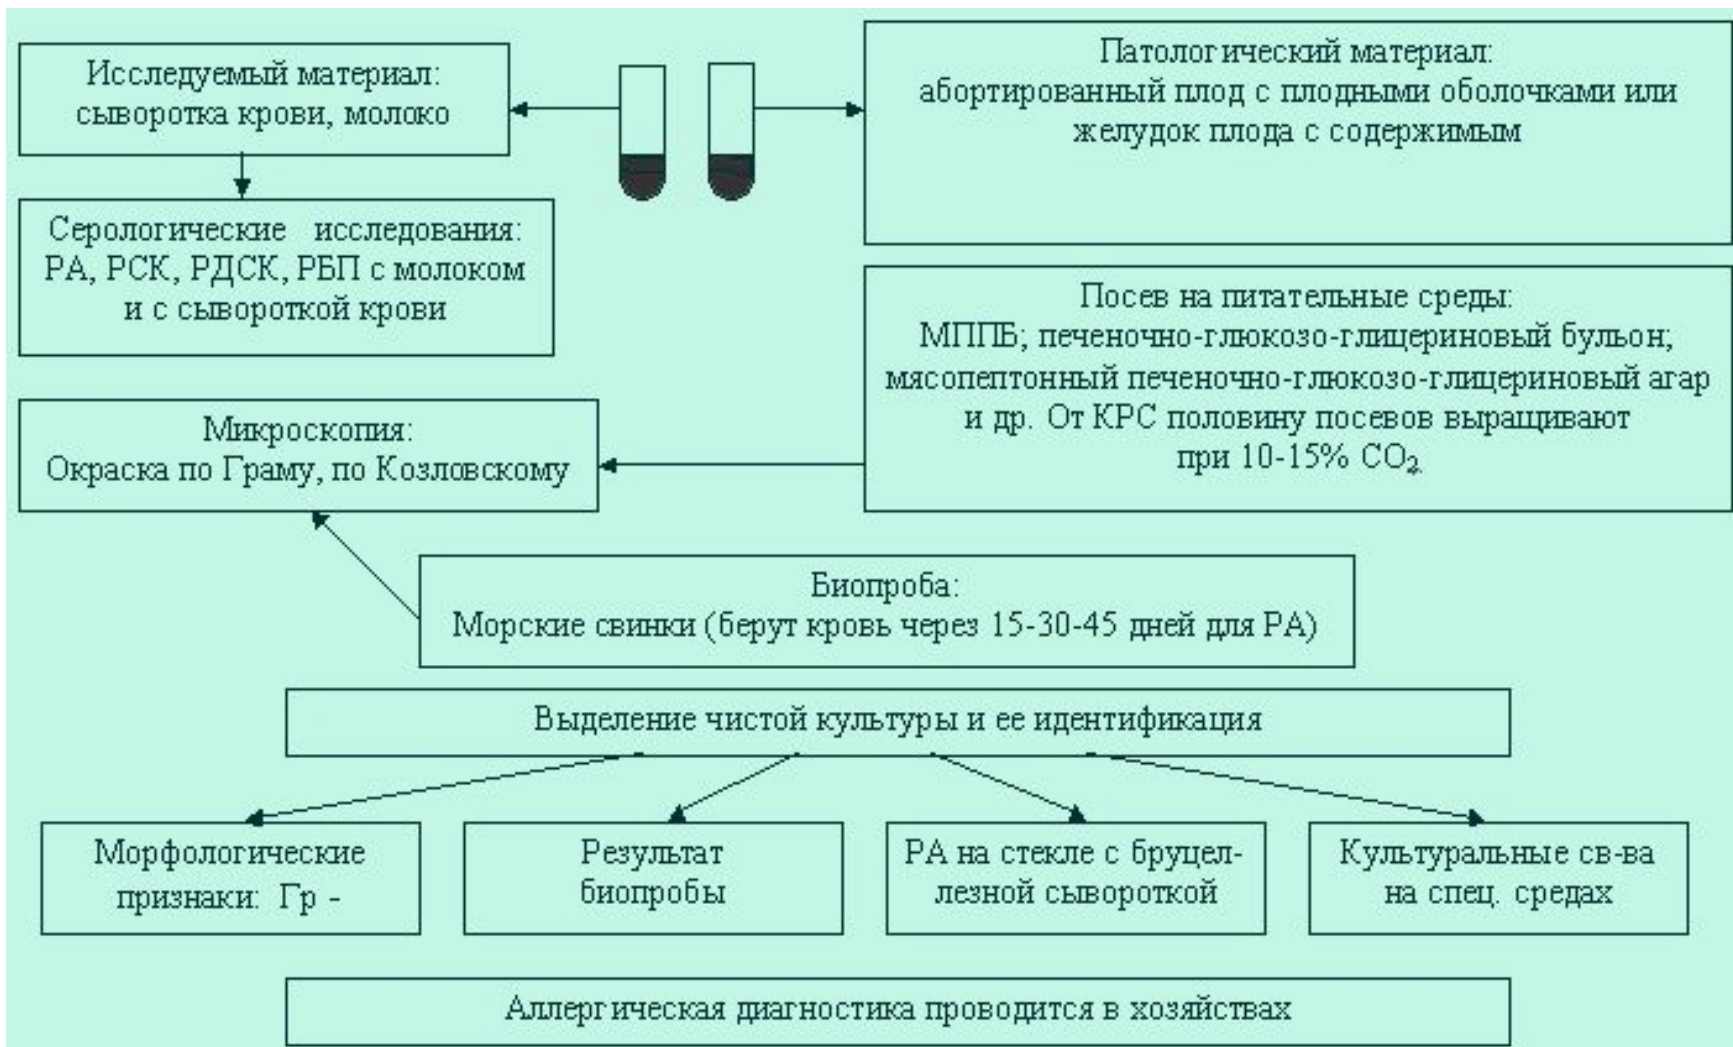 Исследуемый материал:
сыворотка крови, молоко
Патологический материал:
абортированный плод с плодными оболочками или
желудок плода с содержимым
Серологические исследования:
РА, РСК, РДСК, РБП с молоком
и с сывороткой крови
Посев на питательные среды:
МППБ; печеночно-глюкозо-глицериновый бульон;
мясопептонный печеночно-глюкозо-глицериновый агар
и др. От КРС половину посевов выращивают
при 10-15% СО₂
Микроскопия:
Окраска по Граму, по Козловскому
Биопроба:
Морские свинки (берут кровь через 15-30-45 дней для РА)
Выделение чистой культуры и ее идентификация
Морфологические
признаки: Гр -
Результат
биопробы
РА на стекле с бруцел-
лезной сывороткой
Культуральные св-ва
на спец. средах
Аллергическая диагностика проводится в хозяйствах